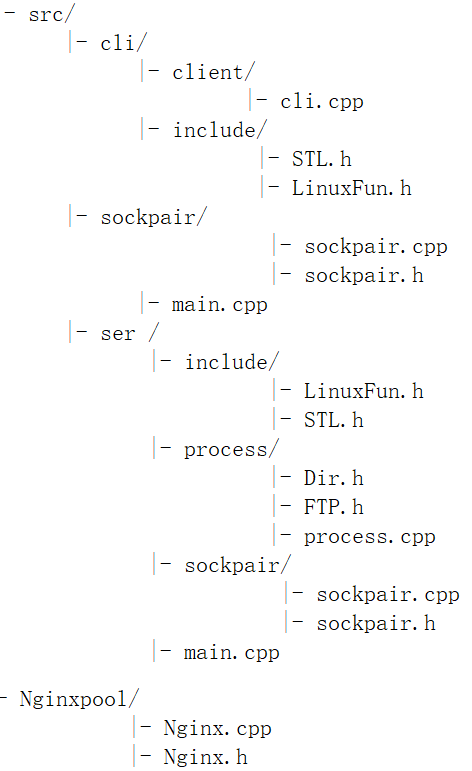 - src/
|- cli/
|- client/
|- cli.cpp
|- include/
|- STL.h
|- LinuxFun.h
|- sockpair/
|- sockpair.cpp
|- sockpair.h
|- main.cpp
|- ser /
|- include/
|- LinuxFun.h
|- STL.h
|- process/
|- Dir.h
|- FTP.h
|- process.cpp
|- sockpair/
|- sockpair.cpp
|- sockpair.h
|- main.cpp
- Nginxpool/
|- Nginx.cpp
|- Nginx.h